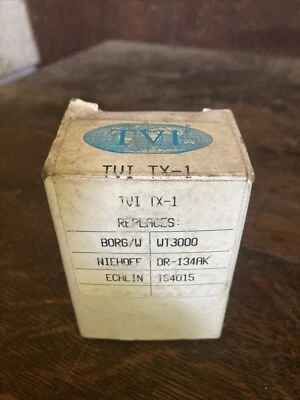 TVI
TVI TX-1
TVI TX-1
REPLACES:
BORG/W WT3000
NIEHOFF DR-134AK
ECHLIN TS4015